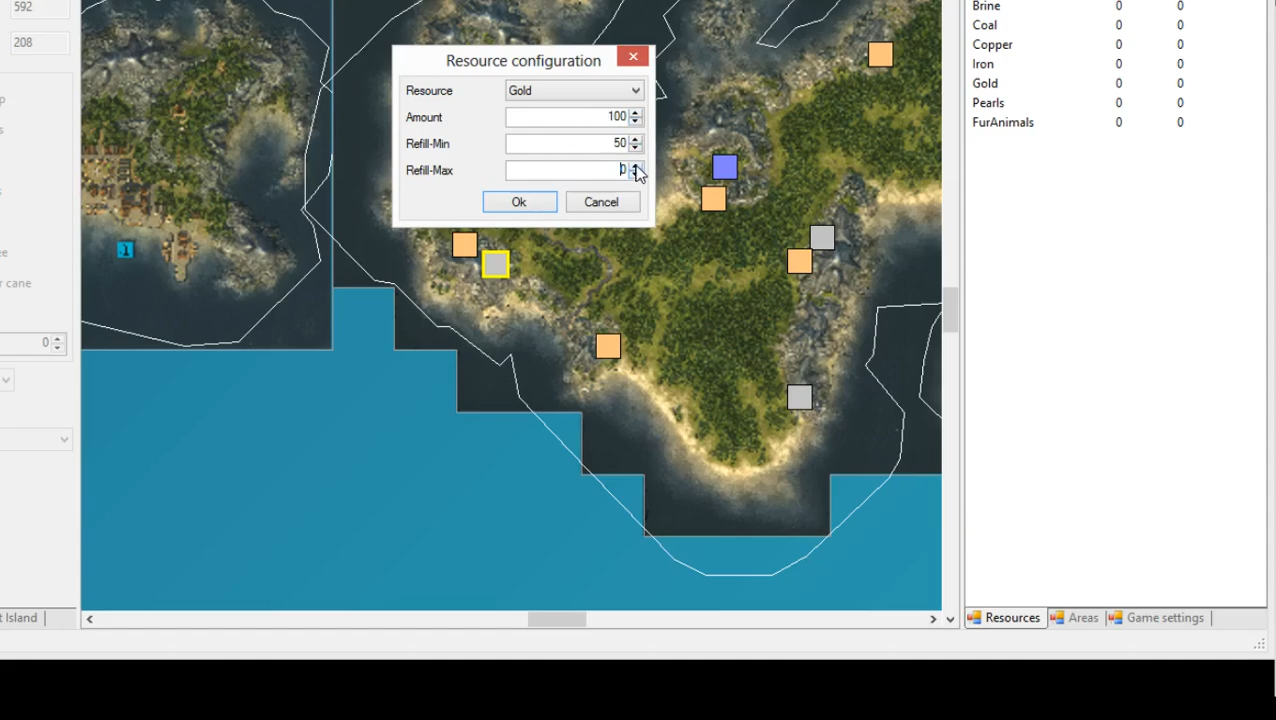 592
208
p
s
s
ee
r cane
0
t Island
Resource configuration
Resource Gold
Amount 100
Refill-Min 50
Refill-Max 0
Ok Cancel
1
Brine 0 0
Coal 0 0
Copper 0 0
Iron 0 0
Gold 0 0
Pearls 0 0
FurAnimals 0 0
Resources Areas Game settings